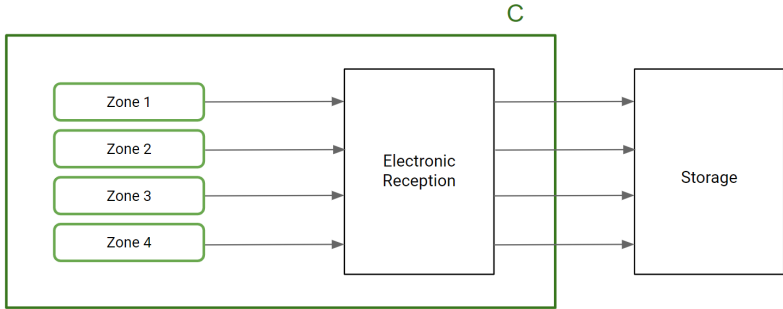 C
Zone 1
Zone 2
Zone 3
Zone 4
Electronic
Reception
Storage